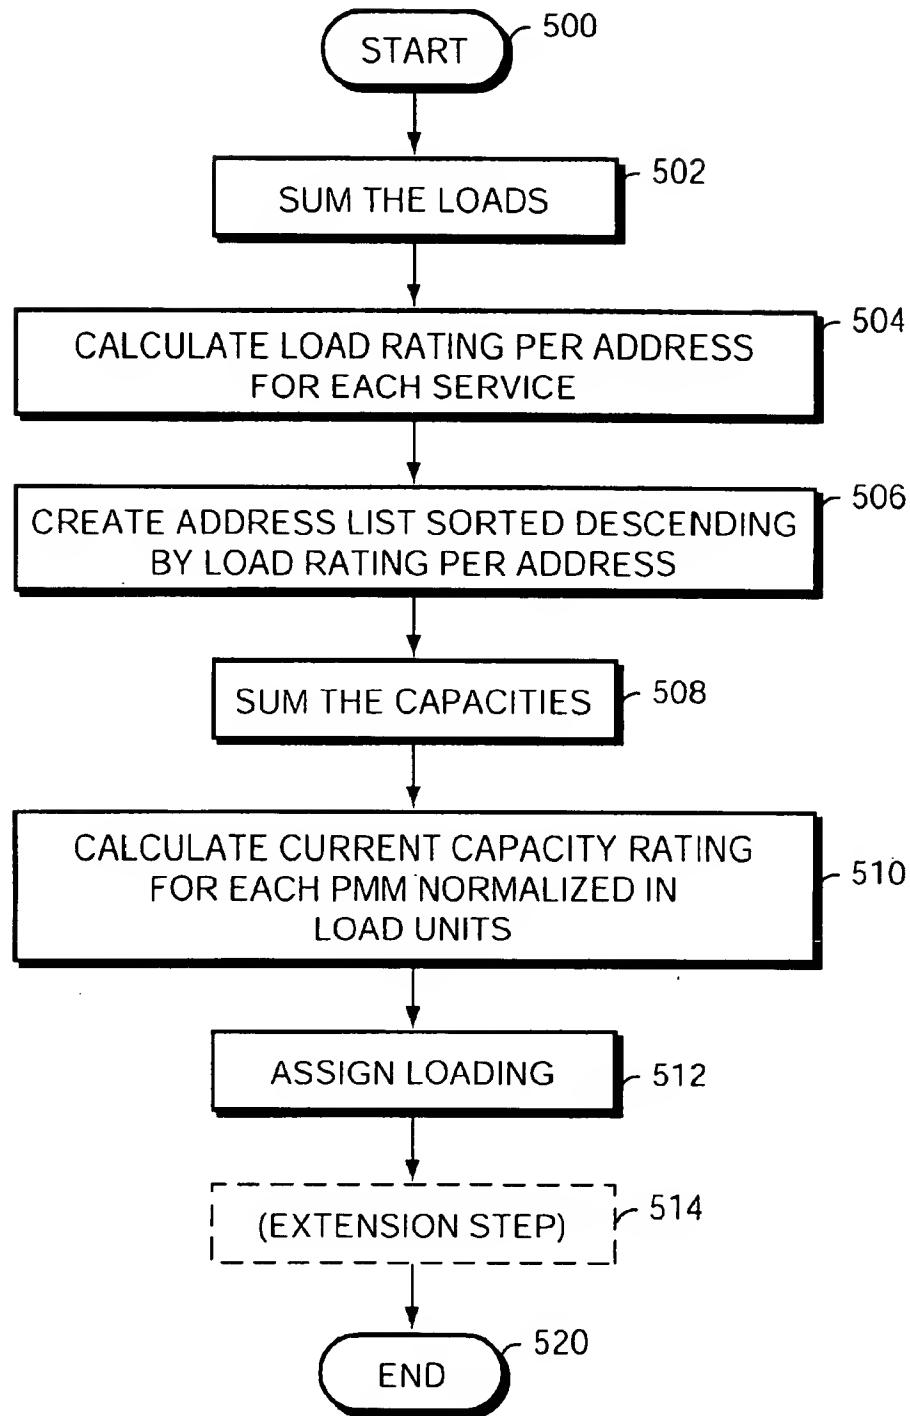 START
500
SUM THE LOADS
502
CALCULATE LOAD RATING PER ADDRESS
FOR EACH SERVICE
504
CREATE ADDRESS LIST SORTED DESCENDING
BY LOAD RATING PER ADDRESS
506
SUM THE CAPACITIES
508
CALCULATE CURRENT CAPACITY RATING
FOR EACH PMM NORMALIZED IN
LOAD UNITS
510
ASSIGN LOADING
512
(EXTENSION STEP)
514
END
520